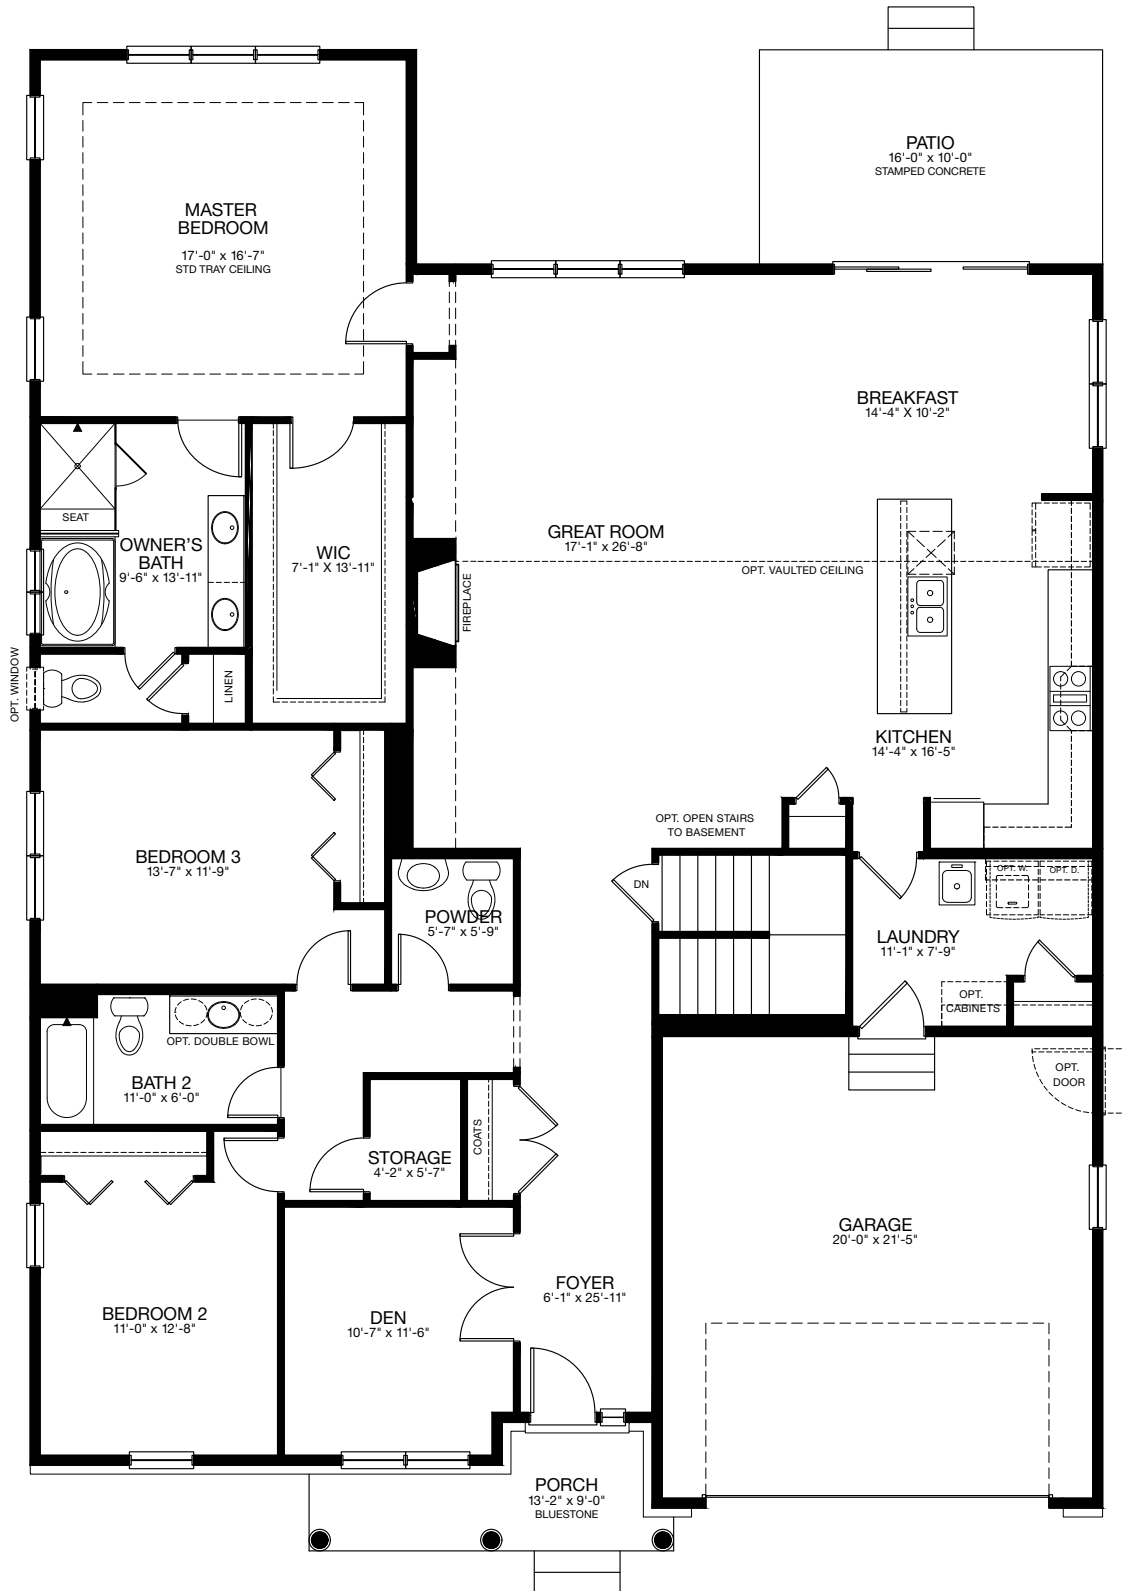 PATIO
16'-0" x 10'-0"
STAMPED CONCRETE
MASTER
BEDROOM
17'-0" x 16'-7"
STD TRAY CEILING
BREAKFAST
14'-4" X 10'-2"
SEAT
OWNER'S
BATH
9'-6" x 13'-11"
WIC
7'-1" X 13'-11"
GREAT ROOM
17'-1" x 26'-8"
OPT. VAULTED CEILING
FIREPLACE
OPT. WINDOW
LINEN
KITCHEN
14'-4" x 16'-5"
OPT. OPEN STAIRS
TO BASEMENT
BEDROOM 3
13'-7" x 11'-9"
DN
OPT. W.
OPT. D.
POWDER
5'-7" x 5'-9"
LAUNDRY
11'-1" x 7'-9"
OPT.
CABINETS
OPT. DOUBLE BOWL
BATH 2
11'-0" x 6'-0"
OPT.
DOOR
COATS
STORAGE
4'-2" x 5'-7"
GARAGE
20'-0" x 21'-5"
FOYER
6'-1" x 25'-11"
BEDROOM 2
11'-0" x 12'-8"
DEN
10'-7" x 11'-6"
PORCH
13'-2" x 9'-0"
BLUESTONE